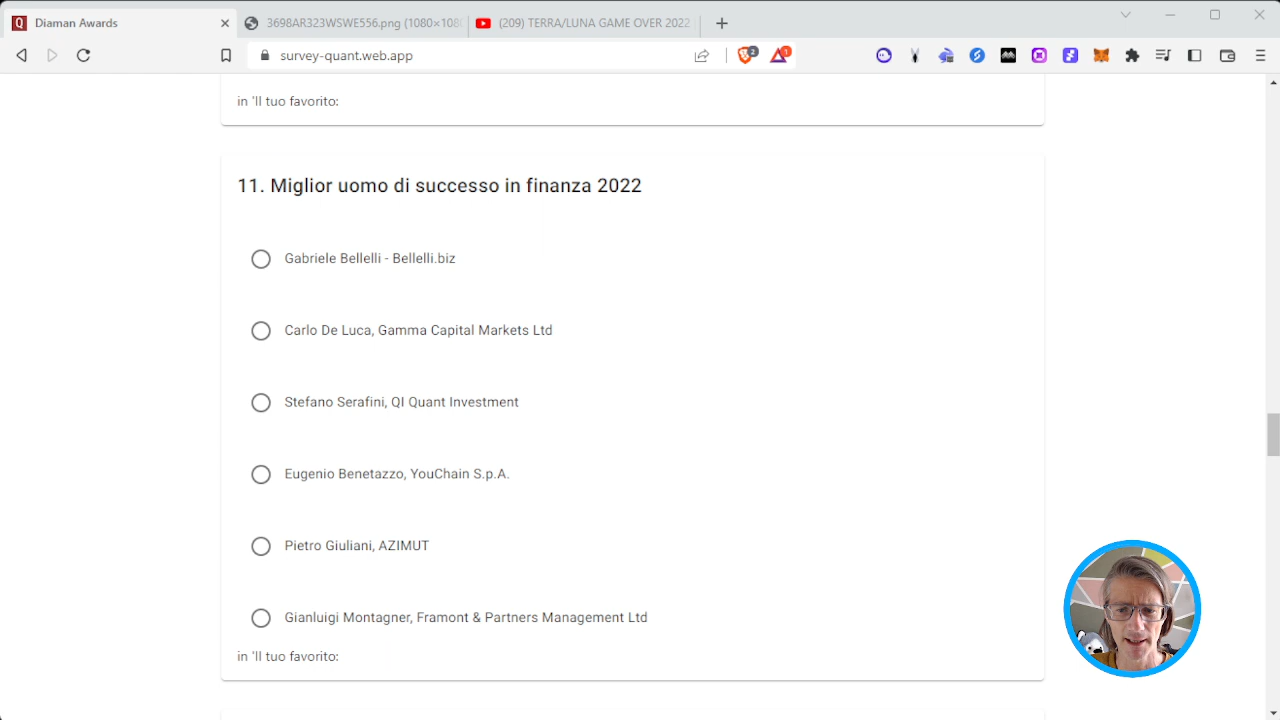 Diaman Awards
3698AR323WSWE556.png (1080×108
(209) TERRA/LUNA GAME OVER 2022
survey-quant.web.app
2
1
in 'Il tuo favorito:
11. Miglior uomo di successo in finanza 2022
Gabriele Bellelli - Bellelli.biz
Carlo De Luca, Gamma Capital Markets Ltd
Stefano Serafini, QI Quant Investment
Eugenio Benetazzo, YouChain S.p.A.
Pietro Giuliani, AZIMUT
Gianluigi Montagner, Framont & Partners Management Ltd
in 'Il tuo favorito: